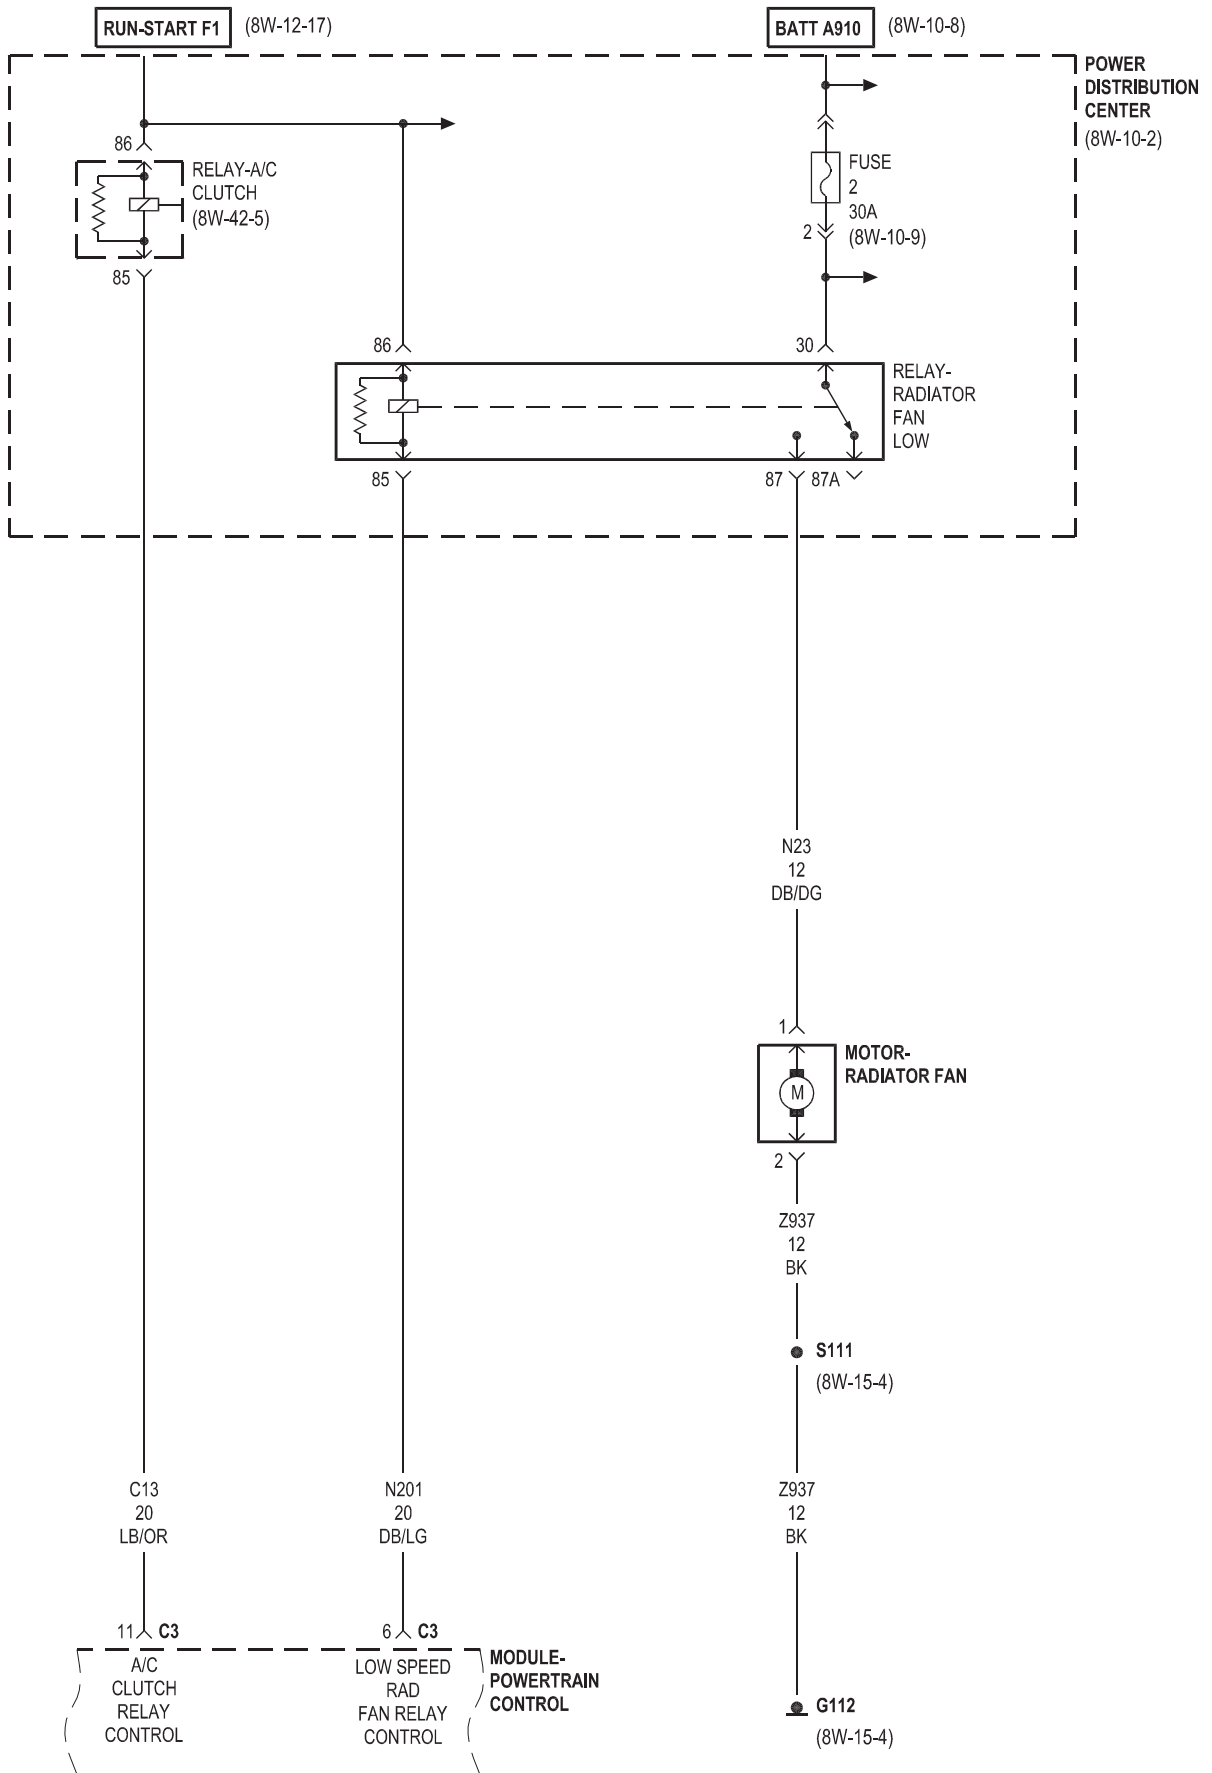 RUN-START F1 (8W-12-17)
BATT A910 (8W-10-8)
POWER
DISTRIBUTION
CENTER
(8W-10-2)
86
RELAY-A/C
CLUTCH
(8W-42-5)
85
FUSE
2
30A
2
(8W-10-9)
86
30
RELAY-
RADIATOR
FAN
LOW
85
87
87A
N23
12
DB/DG
1
MOTOR-
RADIATOR FAN
M
2
Z937
12
BK
S111
(8W-15-4)
C13
20
LB/OR
N201
20
DB/LG
Z937
12
BK
11 C3
6 C3
A/C
CLUTCH
RELAY
CONTROL
LOW SPEED
RAD
FAN RELAY
CONTROL
MODULE-
POWERTRAIN
CONTROL
G112
(8W-15-4)